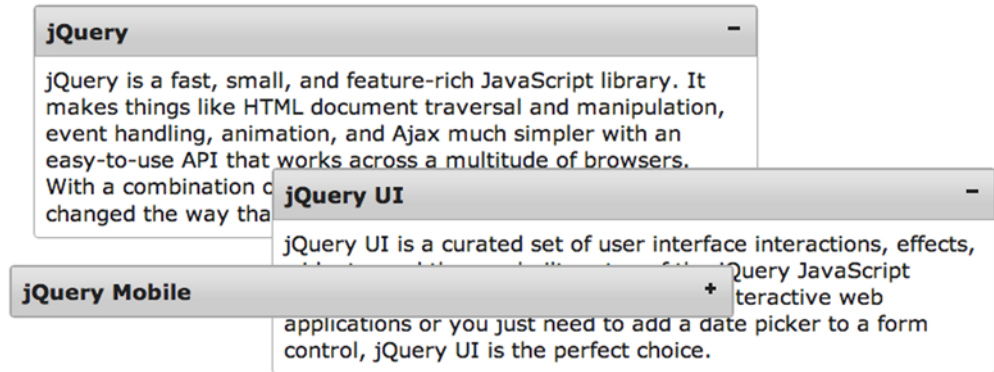 jQuery
jQuery is a fast, small, and feature-rich JavaScript library. It
makes things like HTML document traversal and manipulation,
event handling, animation, and Ajax much simpler with an
easy-to-use API that works across a multitude of browsers.
With a combination
changed the way
jQuery UI
jQuery UI is a curated set of user interface interactions, effects,
JavaScript
jQuery Mobile
web
applications or you just need to add a date picker to a form
control, jQuery UI is the perfect choice.